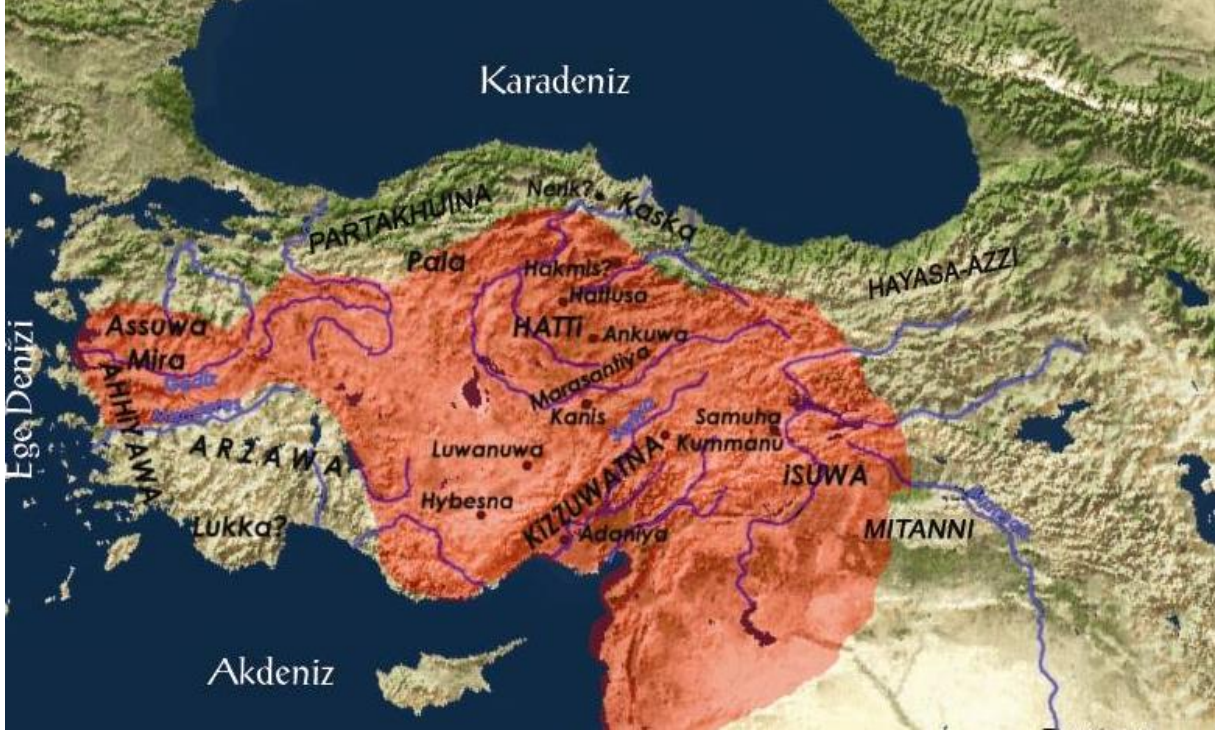 Karadeniz
Nerik?
Kaska
PARTAKHUINA
Pala
Hakmis?
HAYASA-AZZI
Hattusa
Assuwa
HATTi
Ankuwa
Mira
Ege Denizi
AHHIYAWA
Gediz
Marasantiya
Kanis
Samuha
Kummanu
ARZAWA
Luwanuwa
KIZZUWATNA
iSUWA
Hybesna
Lukka?
Adaniya
MITANNI
Akdeniz